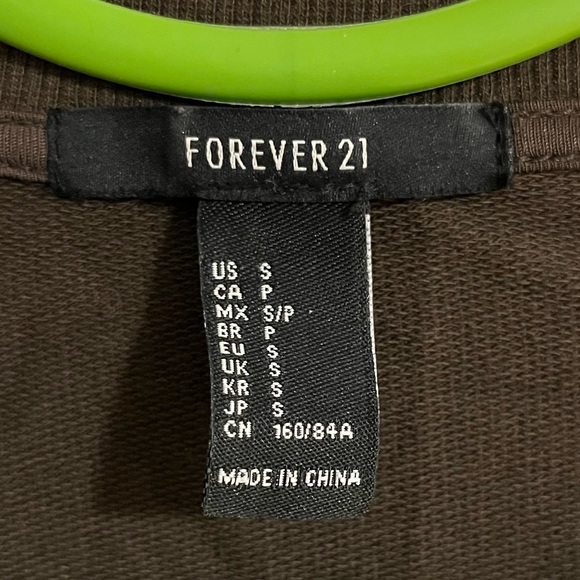 FOREVER 21
US S
CA P
MX S/P
BR P
EU S
UK S
KR S
JP S
CN 160/84A
MADE IN CHINA